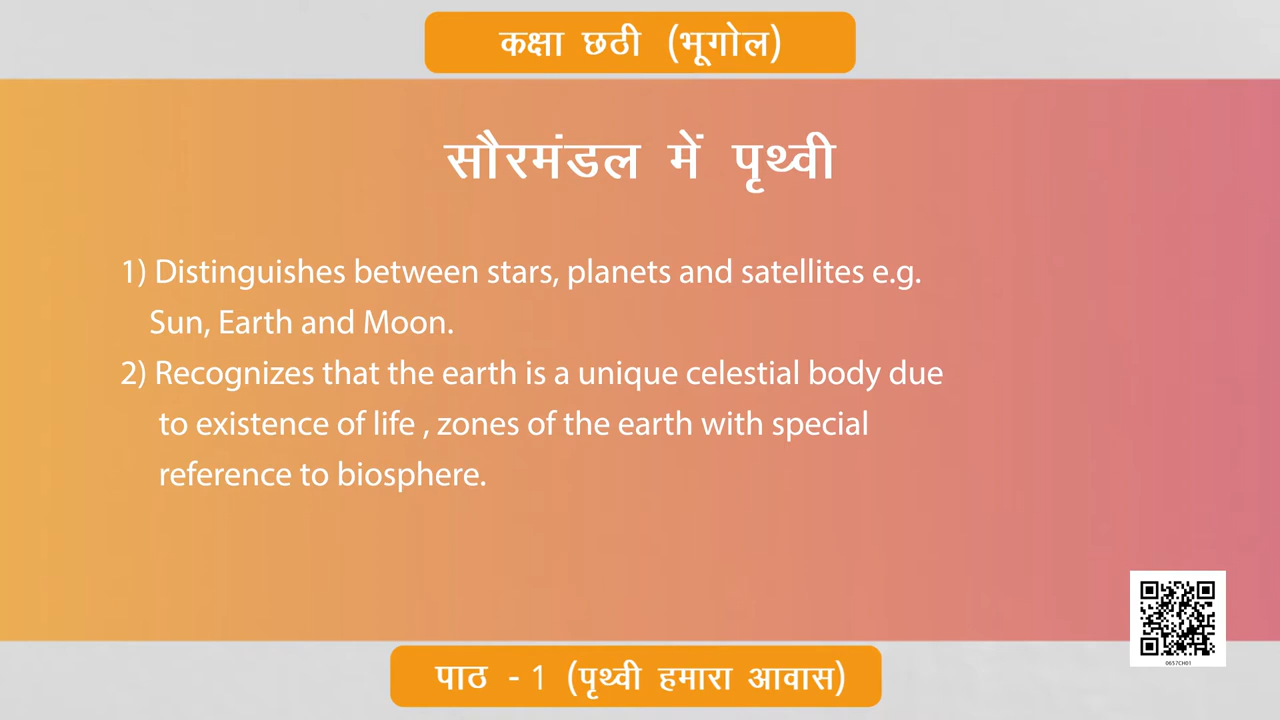 कक्षा छठी (भूगोल)
सौरमंडल में पृथ्वी
1) Distinguishes between stars, planets and satellites e.g.
Sun, Earth and Moon.
2) Recognizes that the earth is a unique celestial body due
to existence of life , zones of the earth with special
reference to biosphere.
0657CH01
पाठ - 1 (पृथ्वी हमारा आवास)